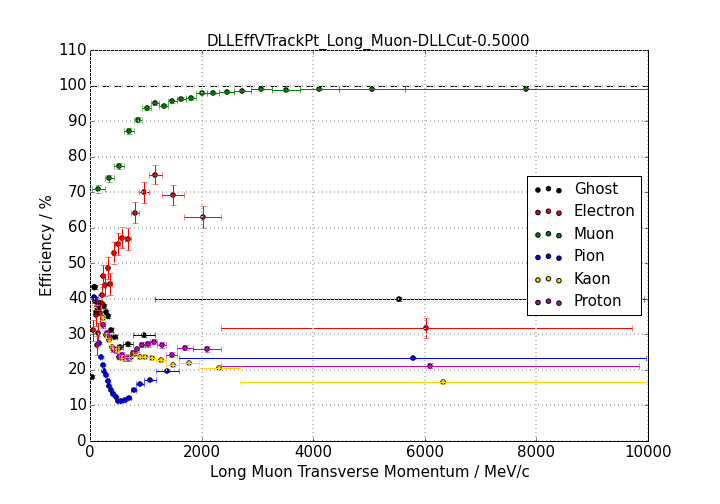 DLLEffVTrackPt_Long_Muon-DLLCut-0.5000
110
100
90
80
70
60
50
40
30
20
10
0
Efficiency / %
Ghost
Electron
Muon
Pion
Kaon
Proton
0 2000 4000 6000 8000 10000
Long Muon Transverse Momentum / MeV/c